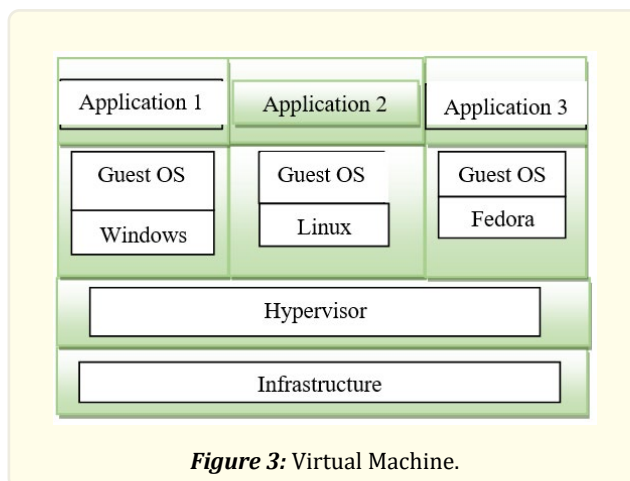 Application 1
Application 2
Application 3
Guest OS
Guest OS
Guest OS
Windows
Linux
Fedora
Hypervisor
Infrastructure
Figure 3: Virtual Machine.